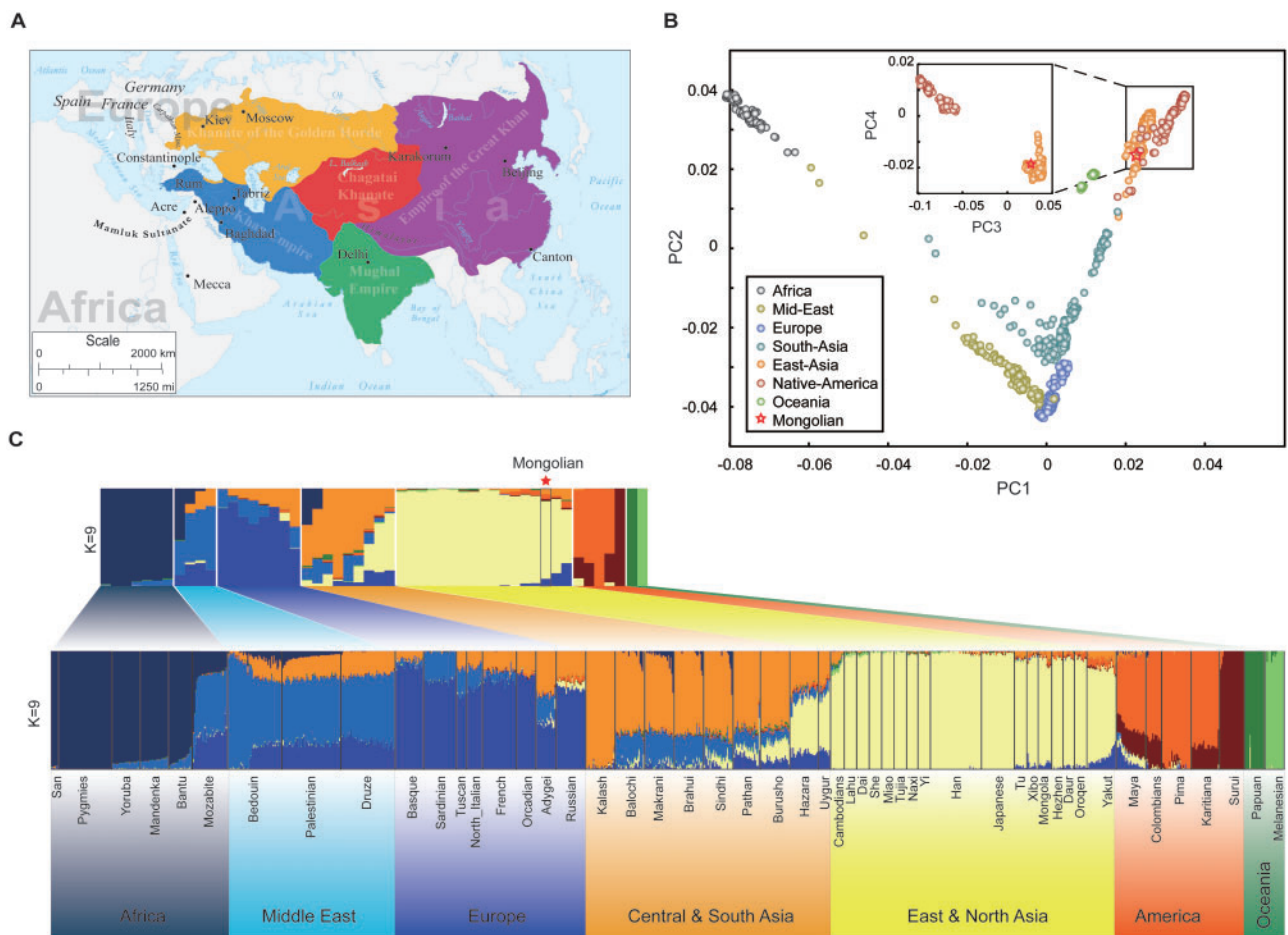 A
Atlantic Ocean
Germany
Spain France
Europe
Italy
Kiev
Moscow
Khanate of the Golden Horde
Constantinople
Rum
Tabriz
Aleppo
Acre
Mamluk Sultanate
Baghdad
Mecca
Red Sea
Africa
L. Balkash
Chagatai
Khanate
Karakorum
L. Baikal
Amur
Beijing
Empire of the Great Khan
Asia
Delhi
Mughal
Empire
Canton
Pacific
Ocean
Arabian
Sea
Bay of
Bengal
South
China
Sea
Indian Ocean
Scale
0 2000 km
0 1250 mi
B
PC2
0.04
0.02
0
-0.02
-0.04
-0.08 -0.06 -0.04 -0.02 0 0.02 0.04
PC1
PC4
0.02
0
-0.02
-0.04
-0.1 -0.05 0 0.05
PC3
Africa
Mid-East
Europe
South-Asia
East-Asia
Native-America
Oceania
Mongolian
C
Mongolian
K=9
K=9
San
Pygmies
Yoruba
Mandenka
Bantu
Mozabite
Bedouin
Palestinian
Druze
Basque
Sardinian
Tuscan
North_Italian
French
Orcadian
Adygei
Russian
Kalash
Balochi
Makrani
Brahui
Sindhi
Pathan
Burusho
Hazara
Uygur
Cambodians
Lahu
Dai
She
Miao
Tujia
Naxi
Yi
Han
Japanese
Tu
Xibo
Mongola
Hezhen
Daur
Oroqen
Yakut
Maya
Colombians
Pima
Karitiana
Surui
Papuan
Melanesian
Africa
Middle East
Europe
Central & South Asia
East & North Asia
America
Oceania